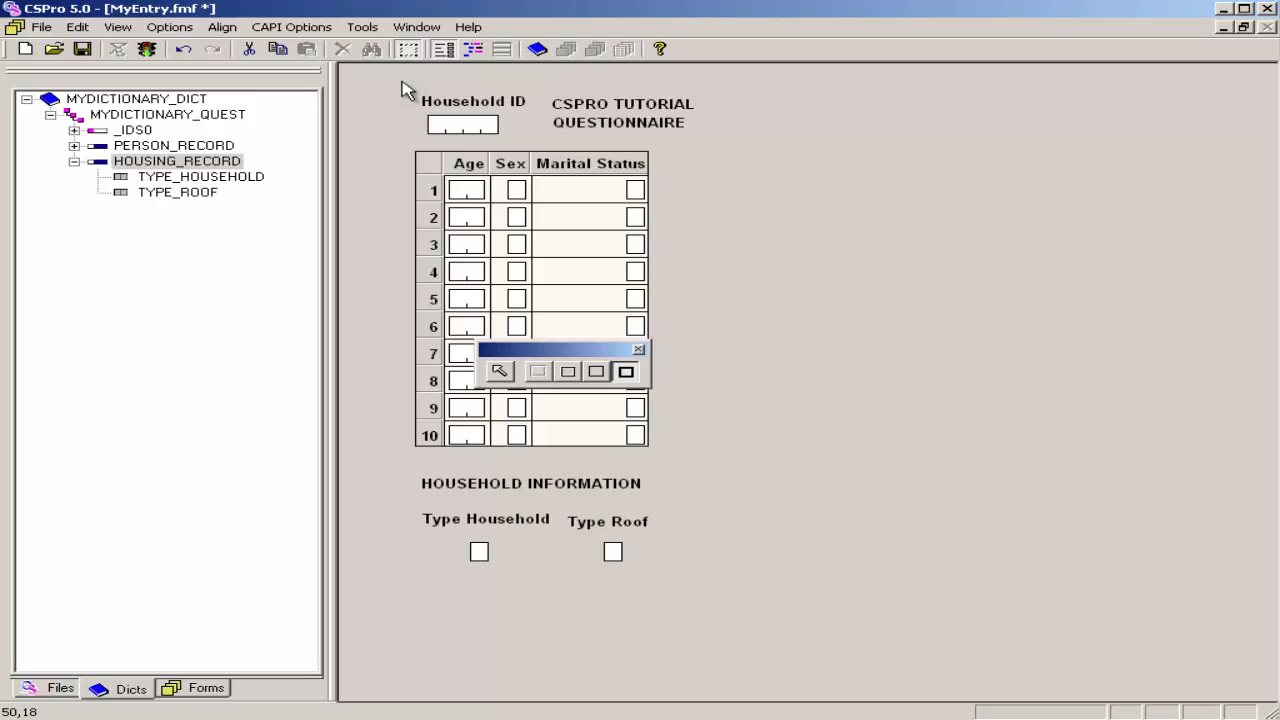 CSPro 5.0 - [MyEntry.fmf *]
File Edit View Options Align CAPI Options Tools Window Help
MYDICTIONARY_DICT
MYDICTIONARY_QUEST
_IDS0
PERSON_RECORD
HOUSING_RECORD
TYPE_HOUSEHOLD
TYPE_ROOF
Household ID
CSPRO TUTORIAL
QUESTIONNAIRE
Age Sex Marital Status
1
2
3
4
5
6
7
8
9
10
HOUSEHOLD INFORMATION
Type Household Type Roof
Files Dicts Forms
50,18